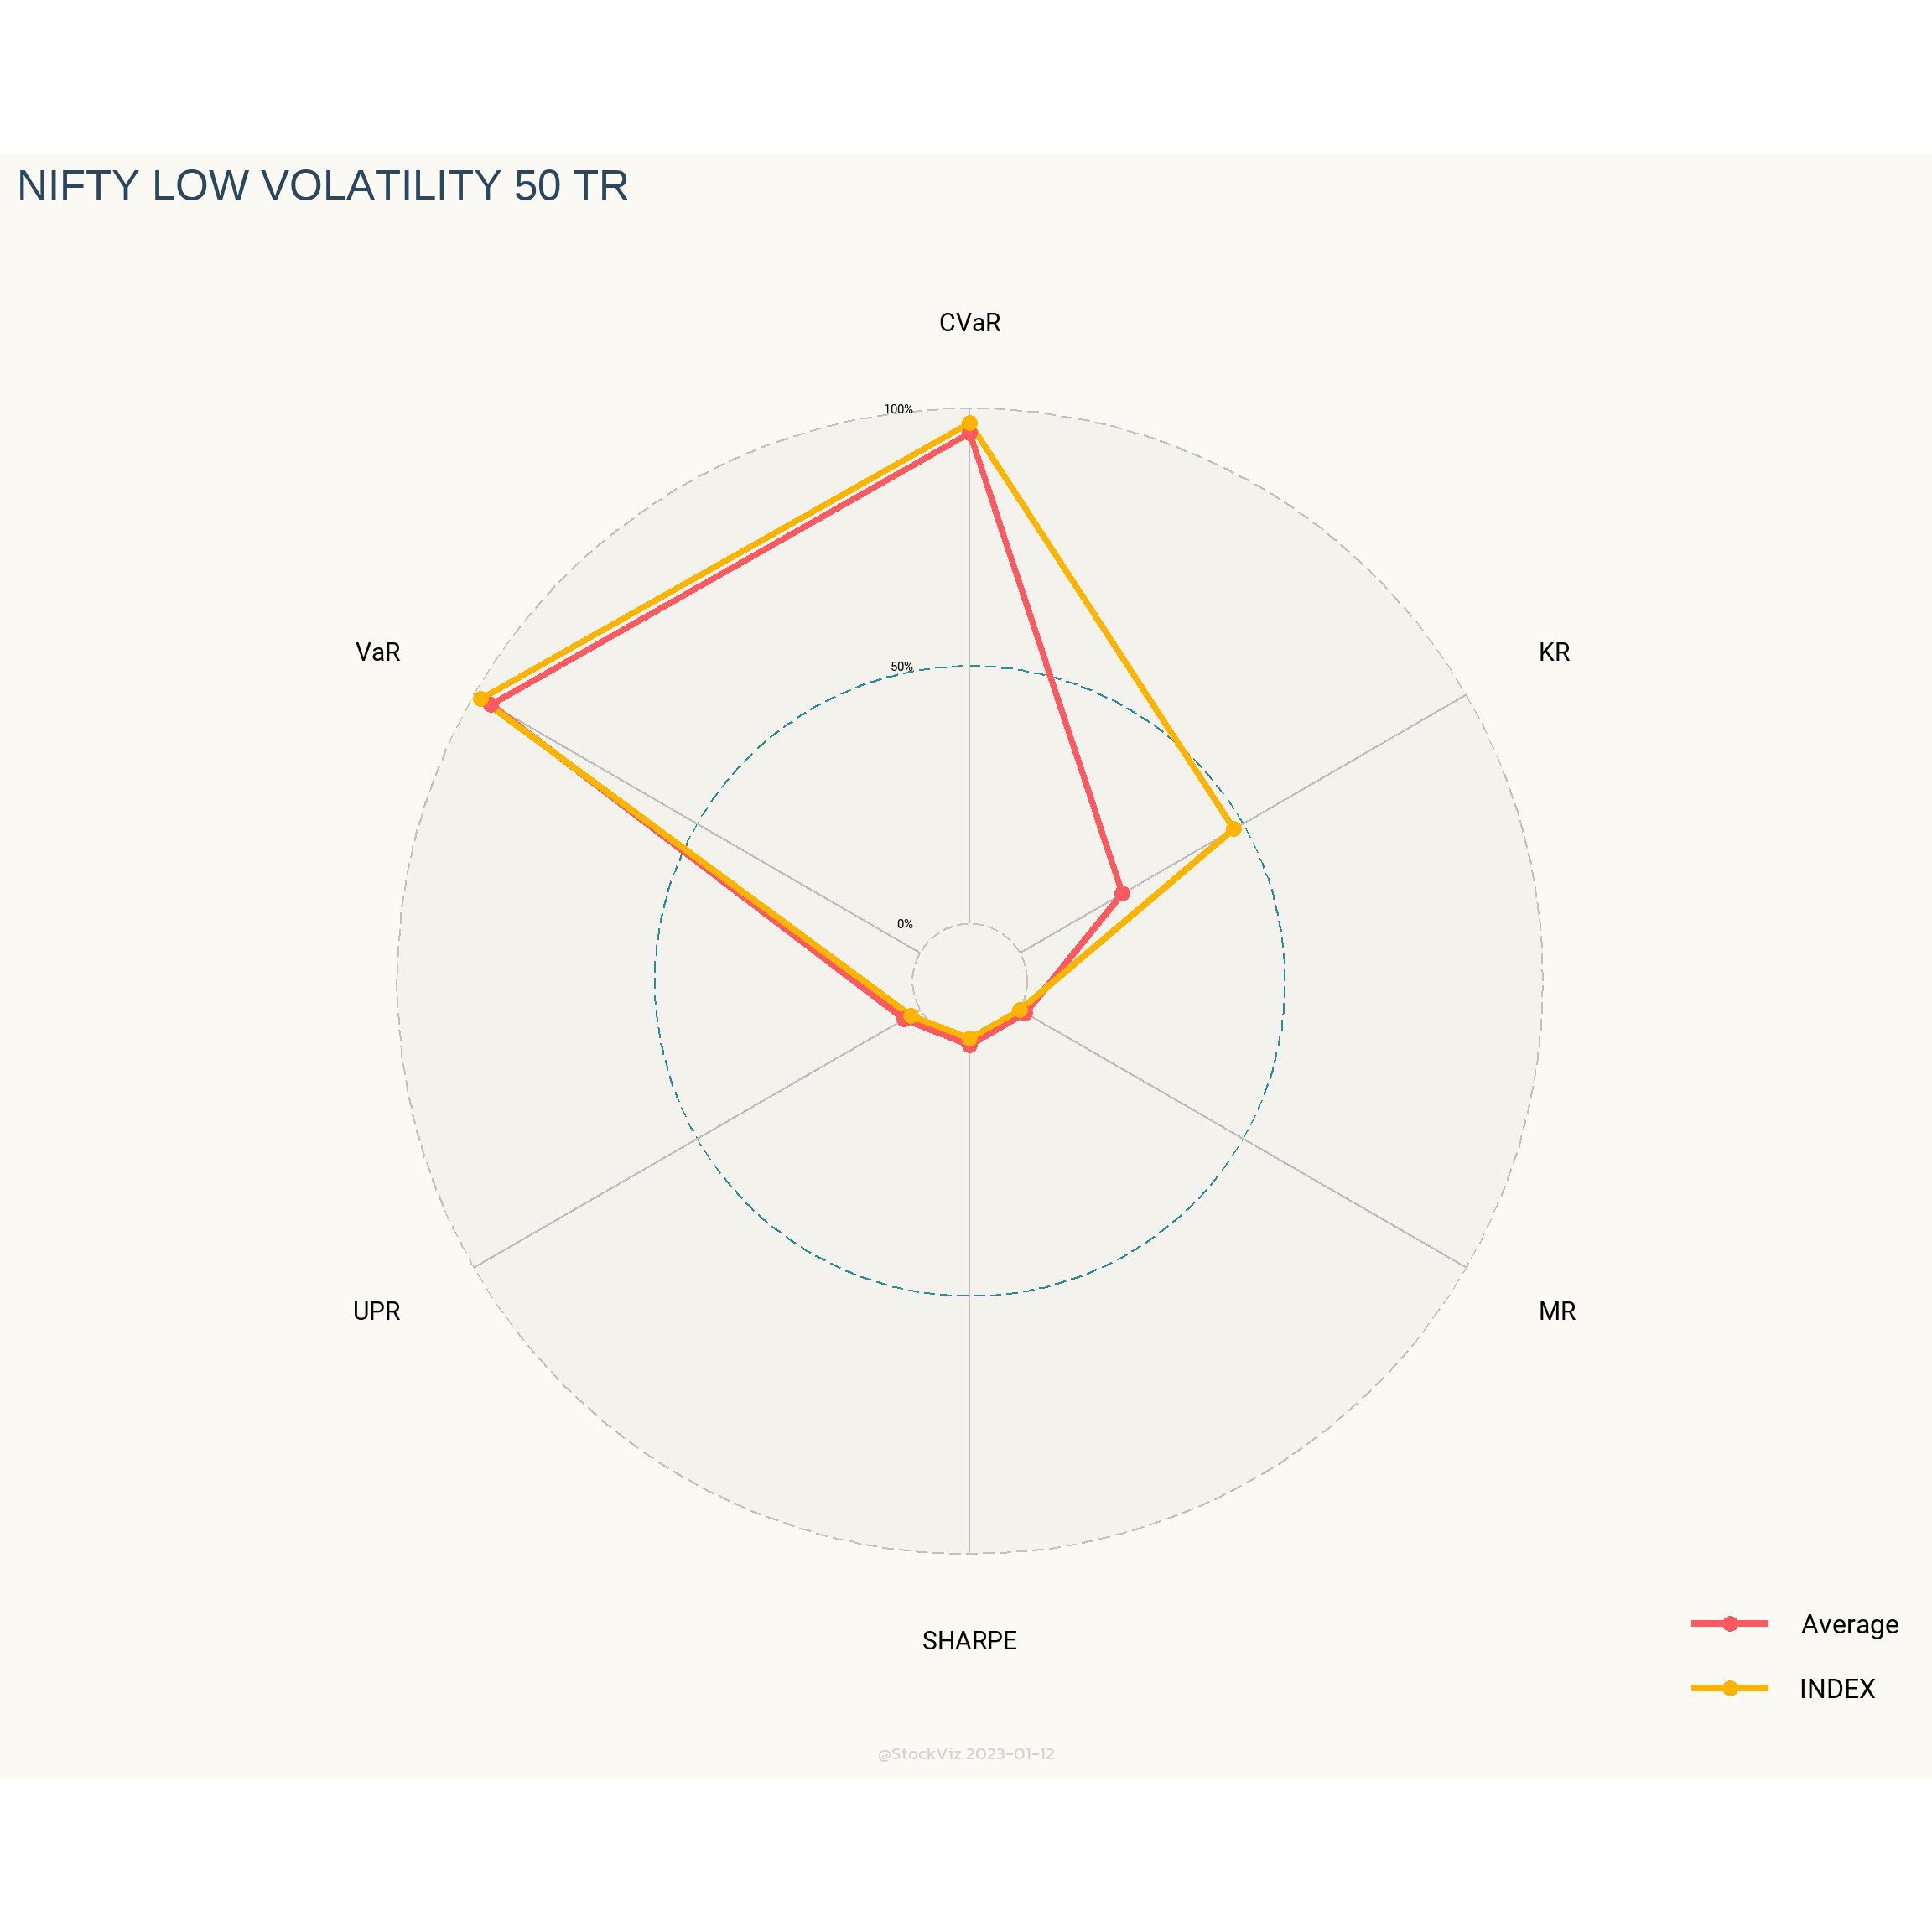 NIFTY LOW VOLATILITY 50 TR
CVaR
100%
VaR
KR
50%
0%
UPR
MR
SHARPE
Average
INDEX
@StockViz 2023-01-12